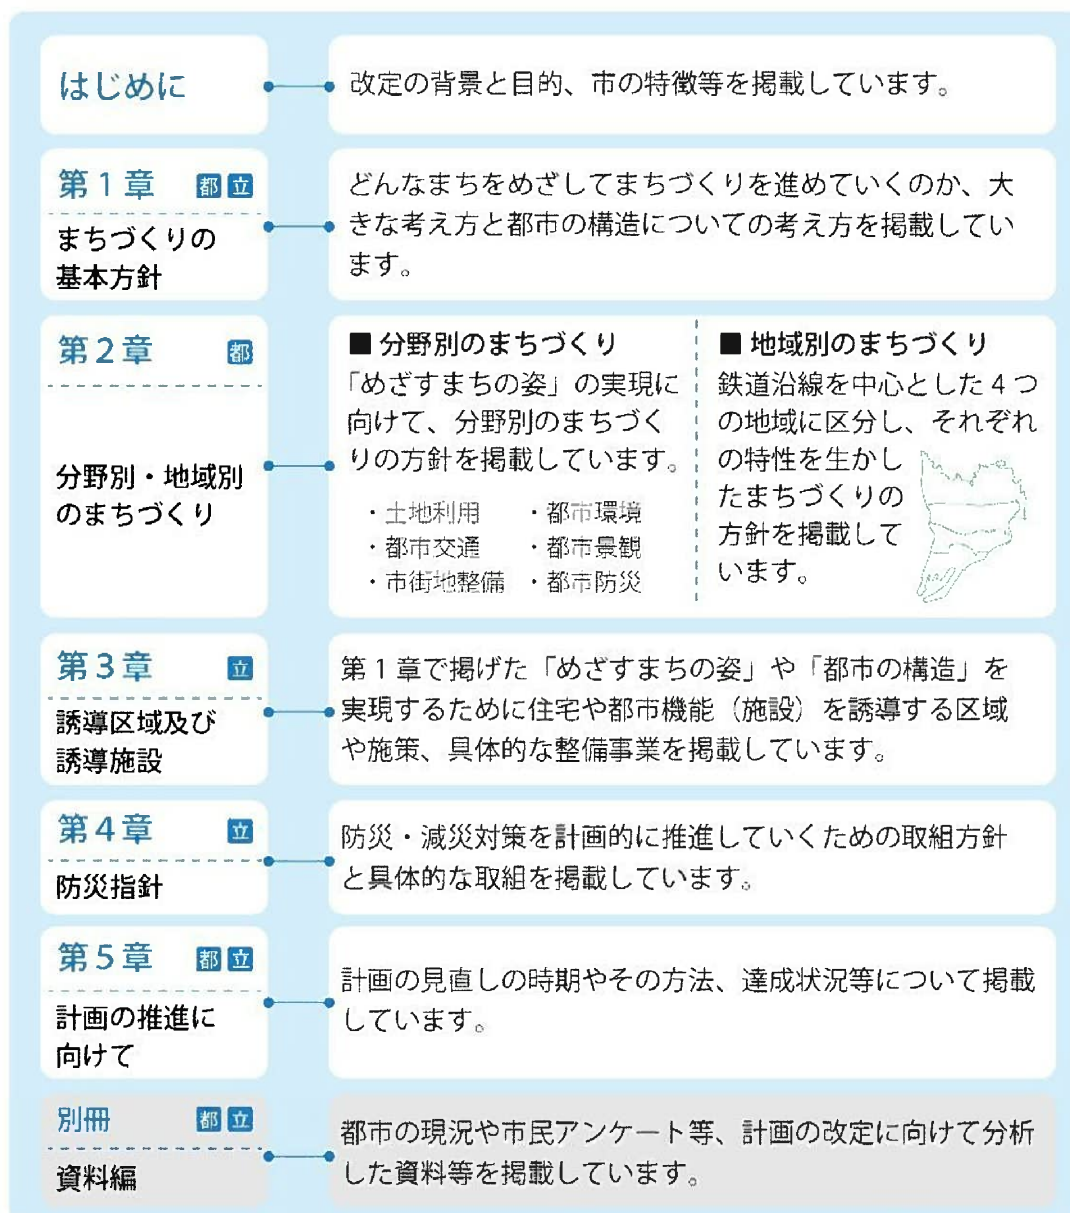 はじめに
改定の背景と目的、市の特徴等を掲載しています。
第1章 都 立
まちづくりの
基本方針
どんなまちをめざしてまちづくりを進めていくのか、大
きな考え方と都市の構造についての考え方を掲載してい
ます。
第2章 都
分野別・地域別
のまちづくり
■ 分野別のまちづくり
「めざすまちの姿」の実現に
向けて、分野別のまちづく
りの方針を掲載しています。
・土地利用 ・都市環境
・都市交通 ・都市景観
・市街地整備 ・都市防災
■ 地域別のまちづくり
鉄道沿線を中心とした4つ
の地域に区分し、それぞれ
の特性を生かし
たまちづくりの
方針を掲載して
います。
第3章 立
誘導区域及び
誘導施設
第1章で掲げた「めざすまちの姿」や「都市の構造」を
実現するために住宅や都市機能（施設）を誘導する区域
や施策、具体的な整備事業を掲載しています。
第4章 立
防災指針
防災・減災対策を計画的に推進していくための取組方針
と具体的な取組を掲載しています。
第5章 都 立
計画の推進に
向けて
計画の見直しの時期やその方法、達成状況等について掲載
しています。
別冊 都 立
資料編
都市の現況や市民アンケート等、計画の改定に向けて分析
した資料等を掲載しています。